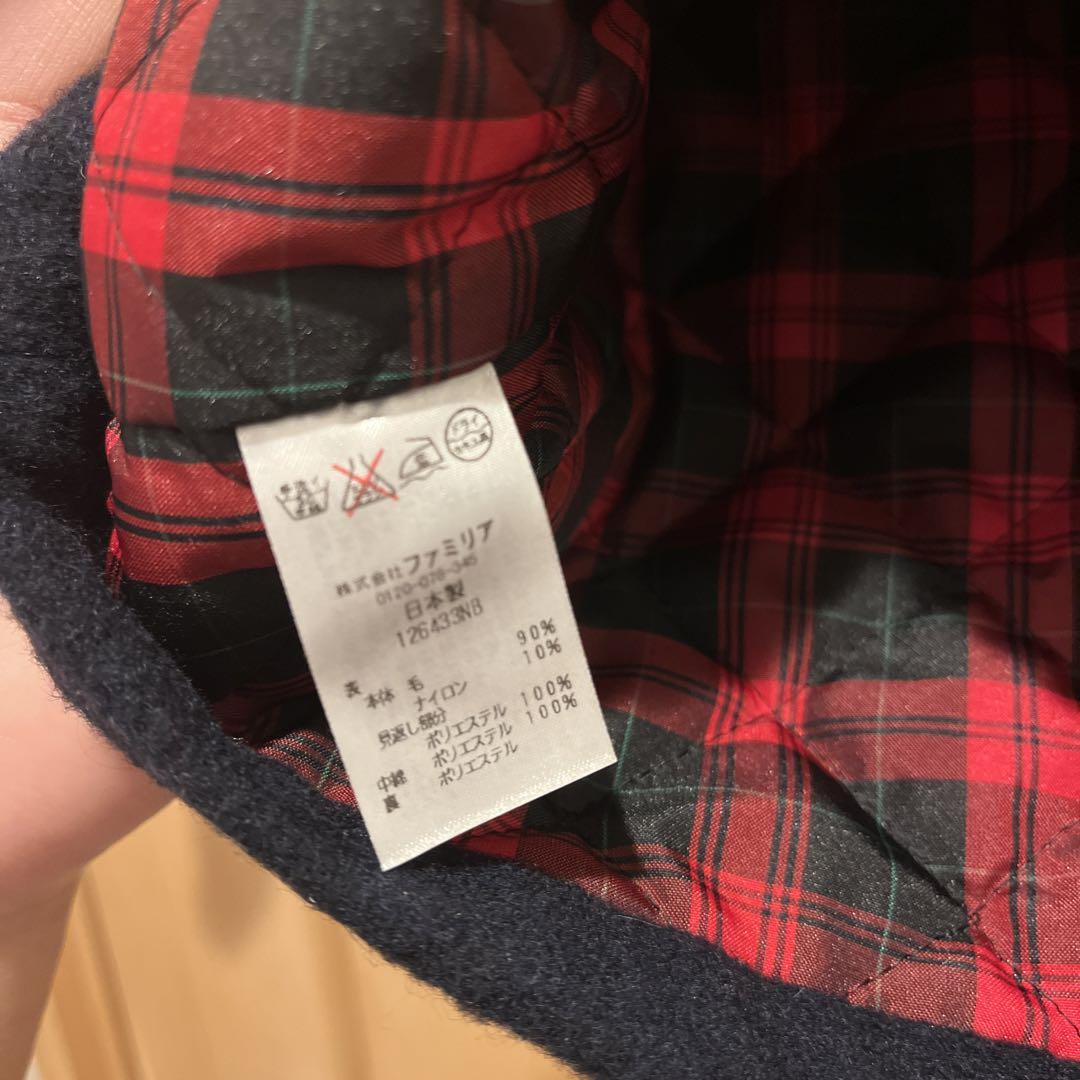 手洗イ
中性
ドライ
セキユ系
株式会社ファミリア
0120-078-345
日本製
126433NB
表 本体 毛 90%
ナイロン 10%
見返し部分
ポリエステル 100%
中綿 ポリエステル 100%
裏 ポリエステル